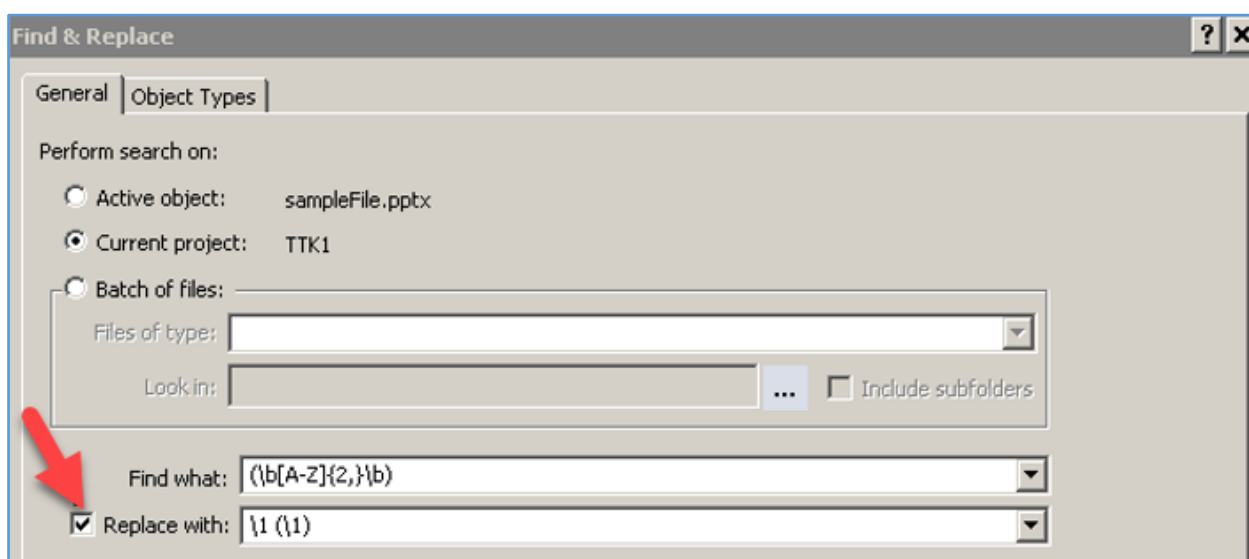 Find & Replace ? X
General Object Types
Perform search on:
Active object: sampleFile.pptx
Current project: TTK1
Batch of files:
Files of type:
Look in: ... Include subfolders
Find what: (\b[A-Z]{2,}\b)
Replace with: \1 (\1)